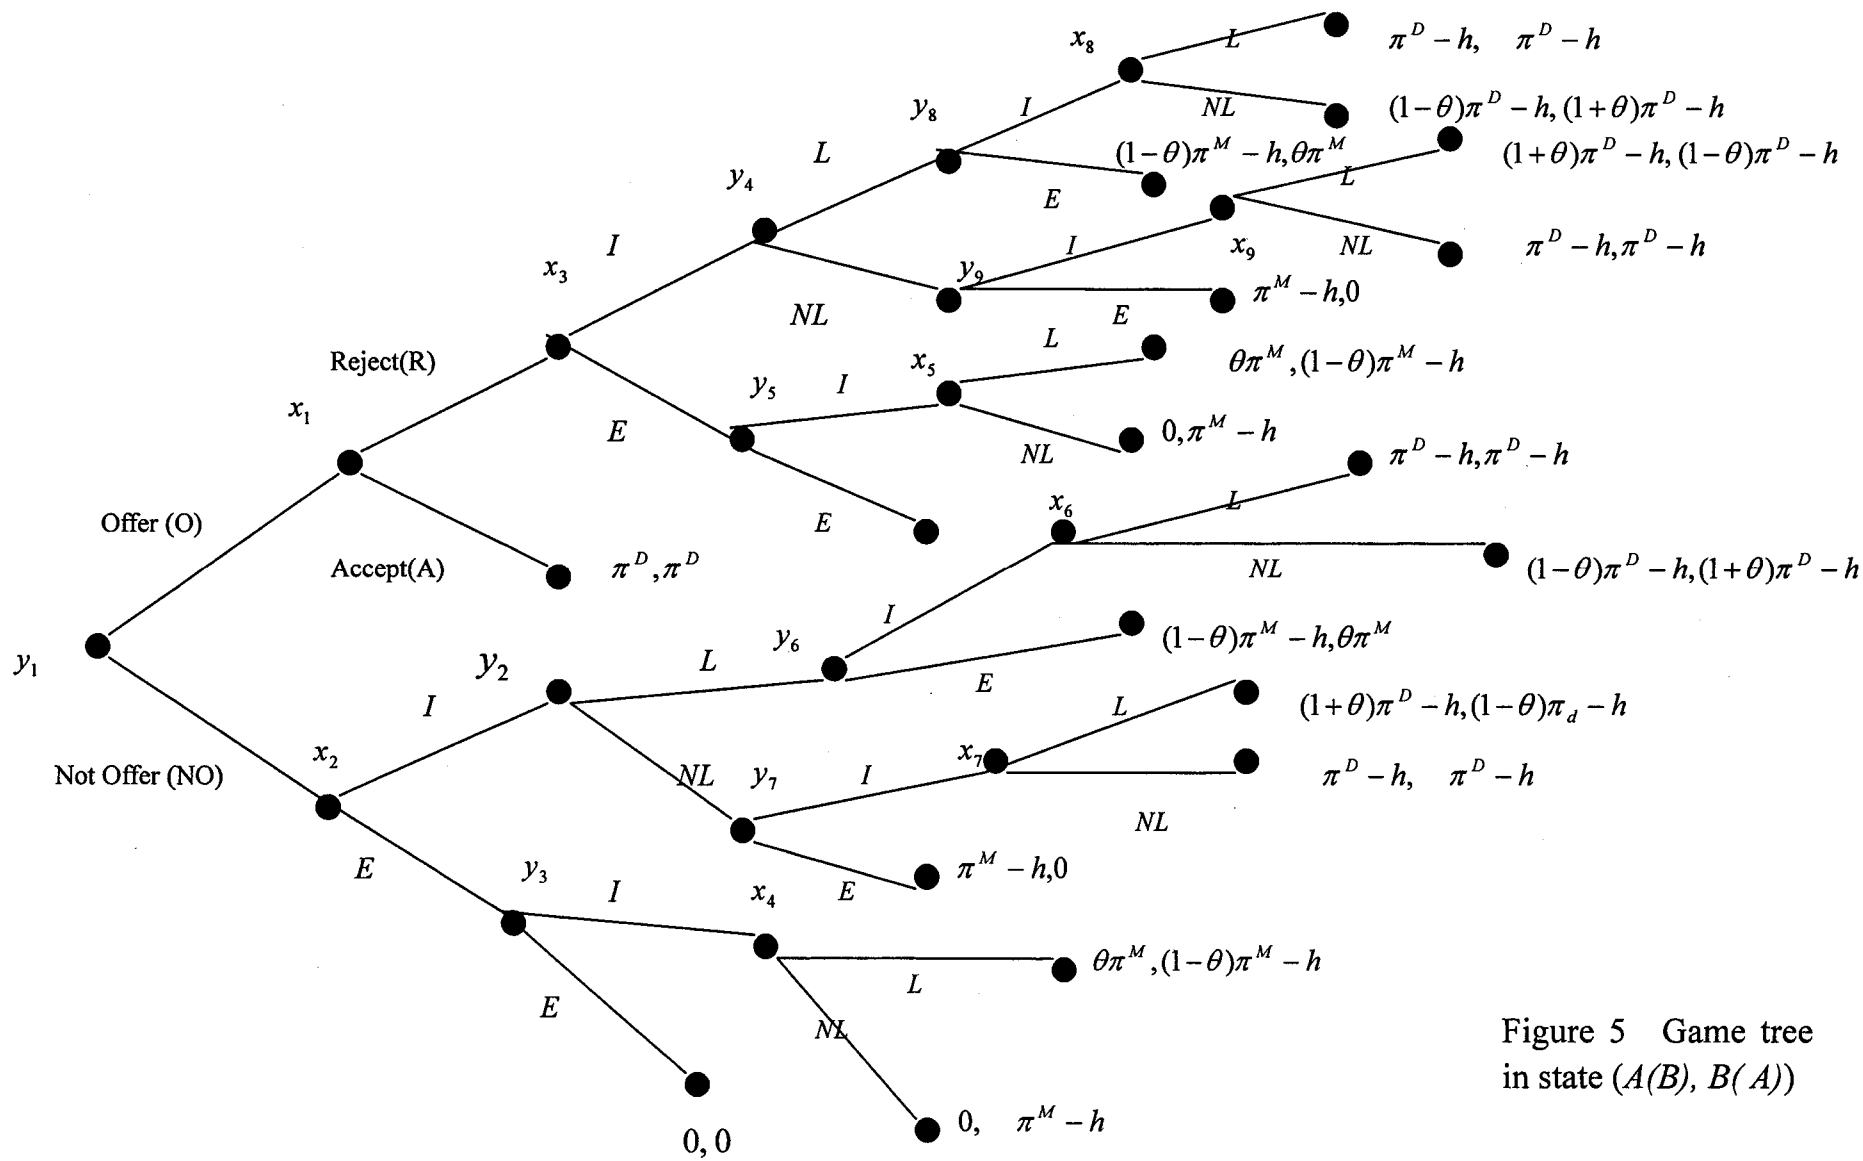 x₈
L
π^D − h, π^D − h
y₈
I
NL
(1−θ)π^D − h, (1+θ)π^D − h
L
(1−θ)π^M − h, θπ^M
(1+θ)π^D − h, (1−θ)π^D − h
y₄
L
E
I
x₉
NL
π^D − h, π^D − h
x₃
I
y₉
π^M − h, 0
NL
E
L
Reject(R)
y₅
I
x₅
θπ^M, (1−θ)π^M − h
x₁
E
NL
0, π^M − h
π^D − h, π^D − h
Offer (O)
E
x₆
L
Accept(A)
π^D, π^D
NL
(1−θ)π^D − h, (1+θ)π^D − h
I
y₁
y₂
L
y₆
(1−θ)π^M − h, θπ^M
E
I
L
(1+θ)π^D − h, (1−θ)π_d − h
Not Offer (NO)
x₂
NL
y₇
I
x₇
π^D − h, π^D − h
NL
E
y₃
I
x₄
E
π^M − h, 0
θπ^M, (1−θ)π^M − h
L
E
NL
Figure 5 Game tree
in state (A(B), B( A))
0, π^M − h
0, 0